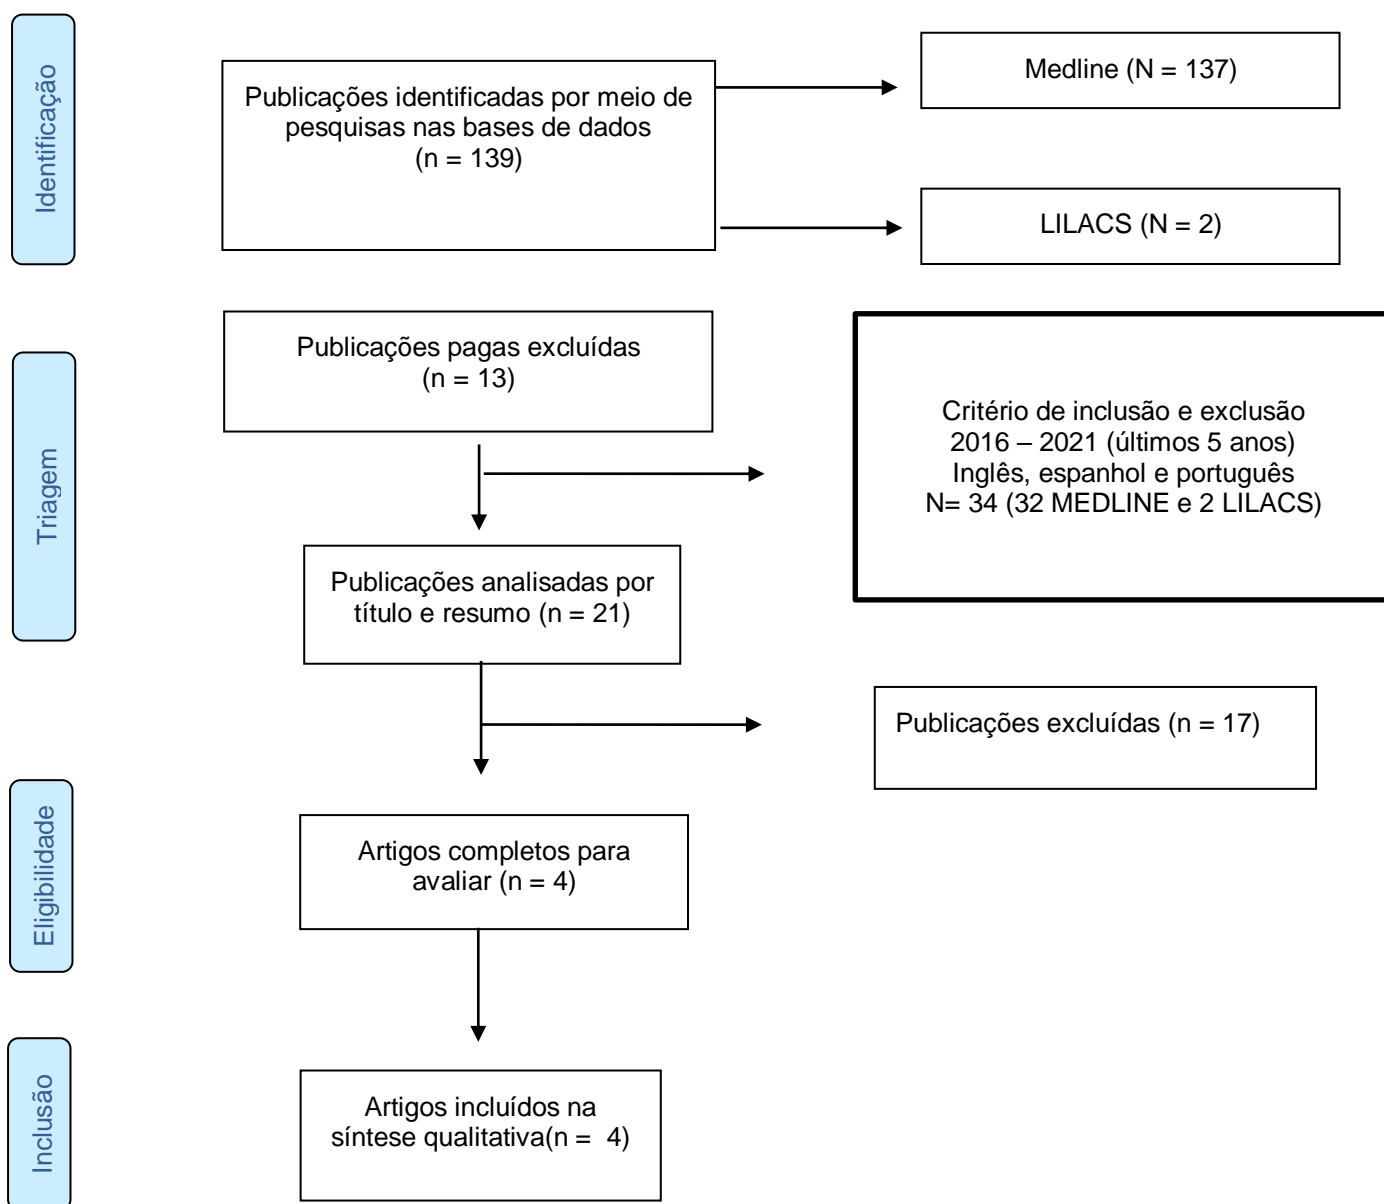 Identificação
Publicações identificadas por meio de
pesquisas nas bases de dados
(n = 139)
Medline (N = 137)
LILACS (N = 2)
Triagem
Publicações pagas excluídas
(n = 13)
Critério de inclusão e exclusão
2016 – 2021 (últimos 5 anos)
Inglês, espanhol e português
N= 34 (32 MEDLINE e 2 LILACS)
Publicações analisadas por
título e resumo (n = 21)
Publicações excluídas (n = 17)
Eligibilidade
Artigos completos para
avaliar (n = 4)
Inclusão
Artigos incluídos na
síntese qualitativa(n =  4)